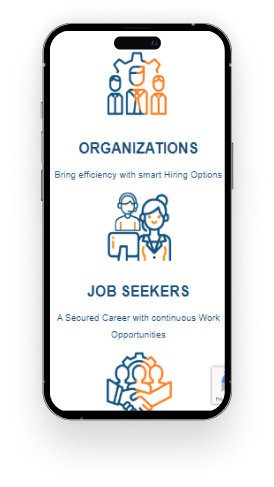 ORGANIZATIONS
Bring efficiency with smart Hiring Options
JOB SEEKERS
A Secured Career with continuous Work
Opportunities